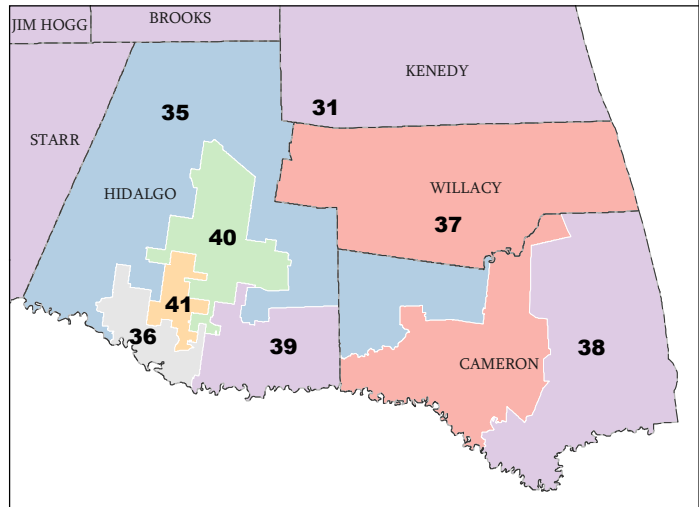 BROOKS
JIM HOGG
KENEDY
31
35
STARR
WILLACY
HIDALGO
37
40
41
36
39
38
CAMERON